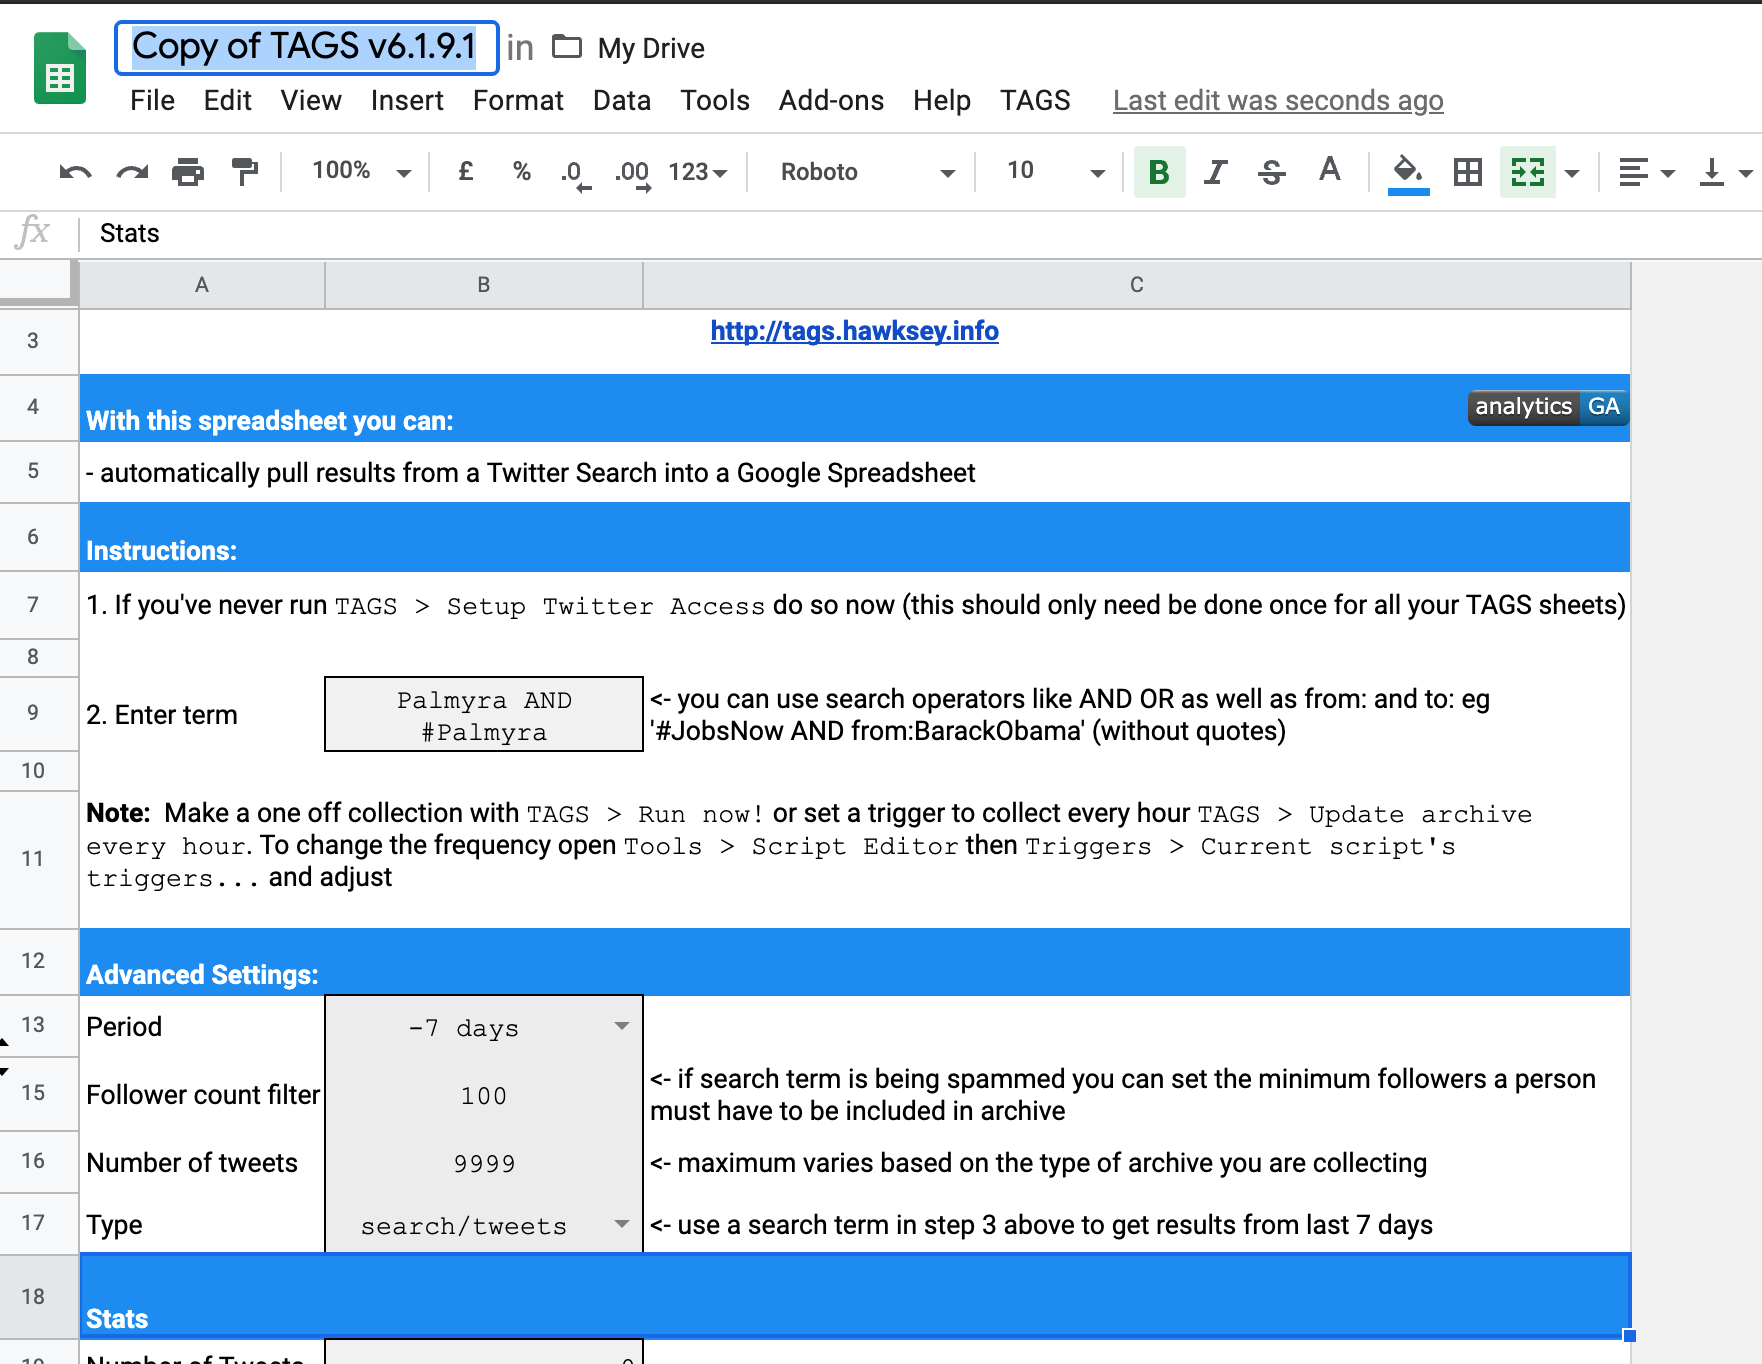 Copy of TAGS v6.1.9.1 in My Drive
File Edit View Insert Format Data Tools Add-ons Help TAGS Last edit was seconds ago
100% £ % .0 .00 123 Roboto 10 B I S A
fx Stats
A B C
3 http://tags.hawksey.info
4 With this spreadsheet you can: analytics GA
5 - automatically pull results from a Twitter Search into a Google Spreadsheet
6 Instructions:
7 1. If you've never run TAGS > Setup Twitter Access do so now (this should only need be done once for all your TAGS sheets)
8
9 2. Enter term
Palmyra AND
#Palmyra
<- you can use search operators like AND OR as well as from: and to: eg
'#JobsNow AND from:BarackObama' (without quotes)
10
11
Note: Make a one off collection with TAGS > Run now! or set a trigger to collect every hour TAGS > Update archive
every hour. To change the frequency open Tools > Script Editor then Triggers > Current script's
triggers... and adjust
12 Advanced Settings:
13 Period -7 days
15 Follower count filter 100
<- if search term is being spammed you can set the minimum followers a person
must have to be included in archive
16 Number of tweets 9999 <- maximum varies based on the type of archive you are collecting
17 Type search/tweets <- use a search term in step 3 above to get results from last 7 days
18 Stats
19 Number of Tweets 0